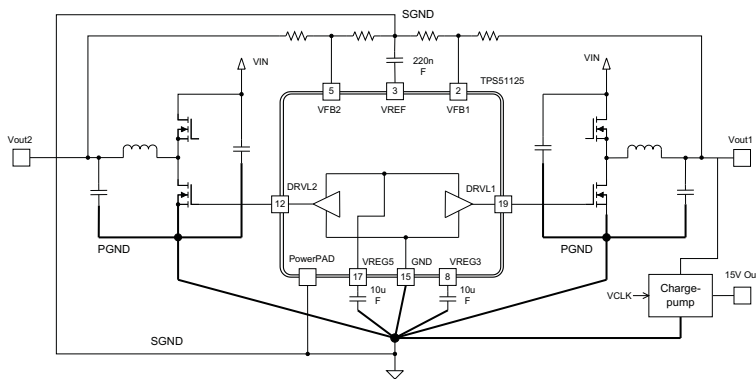 SGND
VIN
220n
F
TPS51125
VIN
5
3
2
VFB2
VREF
VFB1
Vout2
Vout1
DRVL2
DRVL1
12
19
PGND
PGND
PowerPAD
VREG5
GND
VREG3
17
15
8
10u
F
10u
F
15V Ou
VCLK
Charge-
pump
SGND